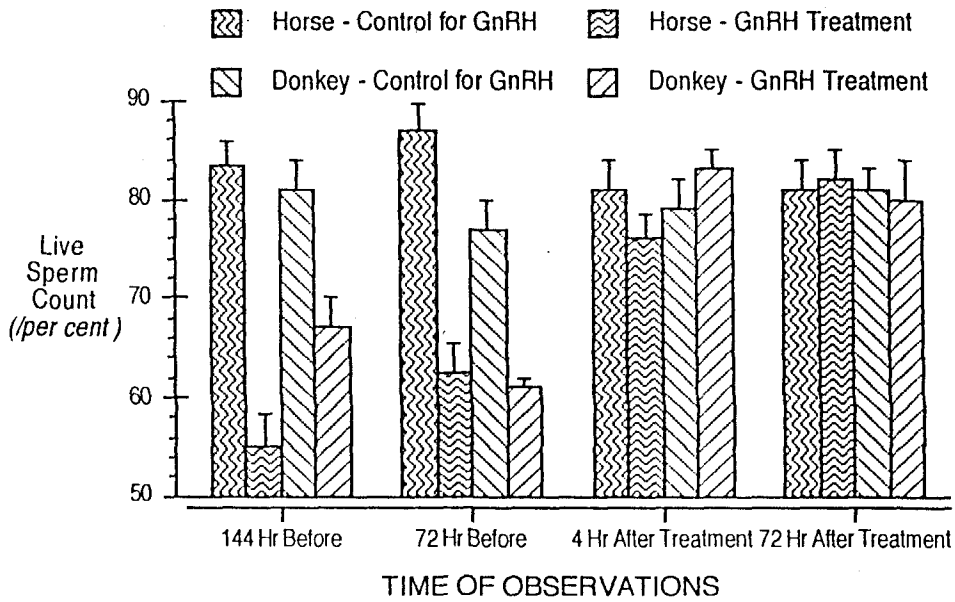 Horse - Control for GnRH
Horse - GnRH Treatment
Donkey - Control for GnRH
Donkey - GnRH Treatment
90
80
70
60
50
Live
Sperm
Count
(/per cent)
144 Hr Before
72 Hr Before
4 Hr After Treatment
72 Hr After Treatment
TIME OF OBSERVATIONS